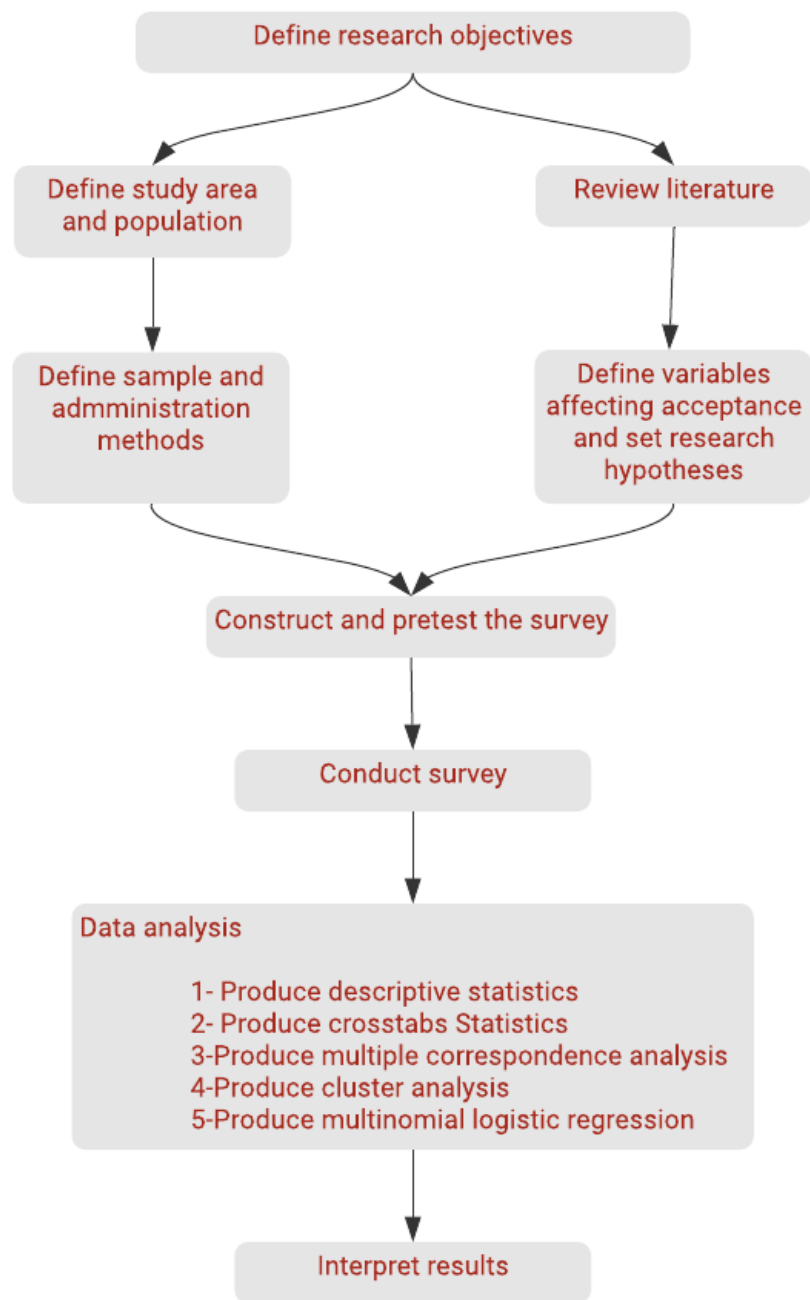 Define research objectives
Define study area
and population
Review literature
Define sample and
admministration
methods
Define variables
affecting acceptance
and set research
hypotheses
Construct and pretest the survey
Conduct survey
Data analysis
1- Produce descriptive statistics
2- Produce crosstabs Statistics
3-Produce multiple correspondence analysis
4-Produce cluster analysis
5-Produce multinomial logistic regression
Interpret results